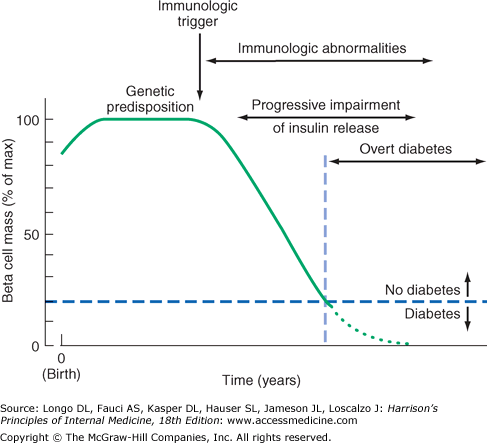 Immunologic
trigger
Immunologic abnormalities
Genetic
predisposition
Progressive impairment
of insulin release
Overt diabetes
Beta cell mass (% of max)
100
50
0
No diabetes
Diabetes
0
(Birth)
Time (years)
Source: Longo DL, Fauci AS, Kasper DL, Hauser SL, Jameson JL, Loscalzo J: Harrison's
Principles of Internal Medicine, 18th Edition: www.accessmedicine.com
Copyright © The McGraw-Hill Companies, Inc. All rights reserved.